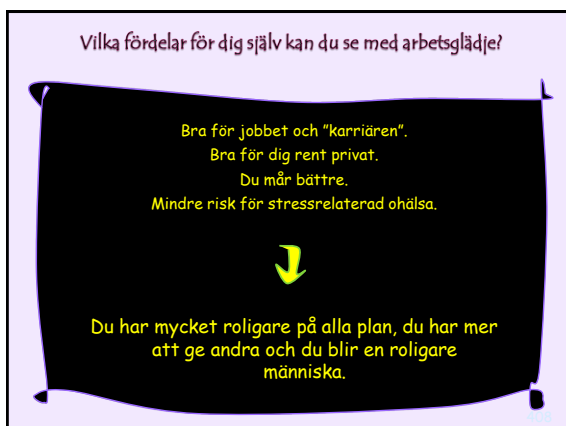 Vilka fördelar för dig själv kan du se med arbetsglädje?
Bra för jobbet och ”karriären”.
Bra för dig rent privat.
Du mår bättre.
Mindre risk för stressrelaterad ohälsa.
Du har mycket roligare på alla plan, du har mer
att ge andra och du blir en roligare
människa.